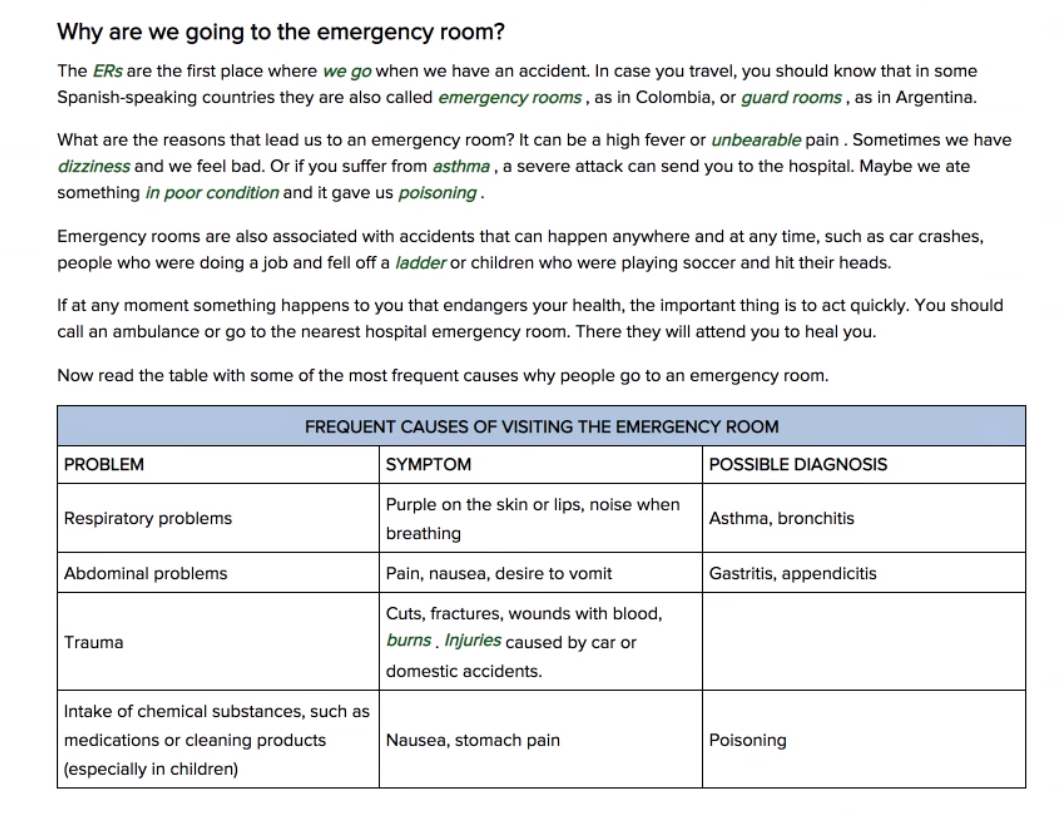 Why are we going to the emergency room?
The ERs are the first place where we go when we have an accident. In case you travel, you should know that in some
Spanish-speaking countries they are also called emergency rooms , as in Colombia, or guard rooms , as in Argentina.
What are the reasons that lead us to an emergency room? It can be a high fever or unbearable pain . Sometimes we have
dizziness and we feel bad. Or if you suffer from asthma , a severe attack can send you to the hospital. Maybe we ate
something in poor condition and it gave us poisoning .
Emergency rooms are also associated with accidents that can happen anywhere and at any time, such as car crashes,
people who were doing a job and fell off a ladder or children who were playing soccer and hit their heads.
If at any moment something happens to you that endangers your health, the important thing is to act quickly. You should
call an ambulance or go to the nearest hospital emergency room. There they will attend you to heal you.
Now read the table with some of the most frequent causes why people go to an emergency room.
FREQUENT CAUSES OF VISITING THE EMERGENCY ROOM
PROBLEM
SYMPTOM
POSSIBLE DIAGNOSIS
Respiratory problems
Purple on the skin or lips, noise when
breathing
Asthma, bronchitis
Abdominal problems
Pain, nausea, desire to vomit
Gastritis, appendicitis
Trauma
Cuts, fractures, wounds with blood,
burns . Injuries caused by car or
domestic accidents.
Intake of chemical substances, such as
medications or cleaning products
(especially in children)
Nausea, stomach pain
Poisoning